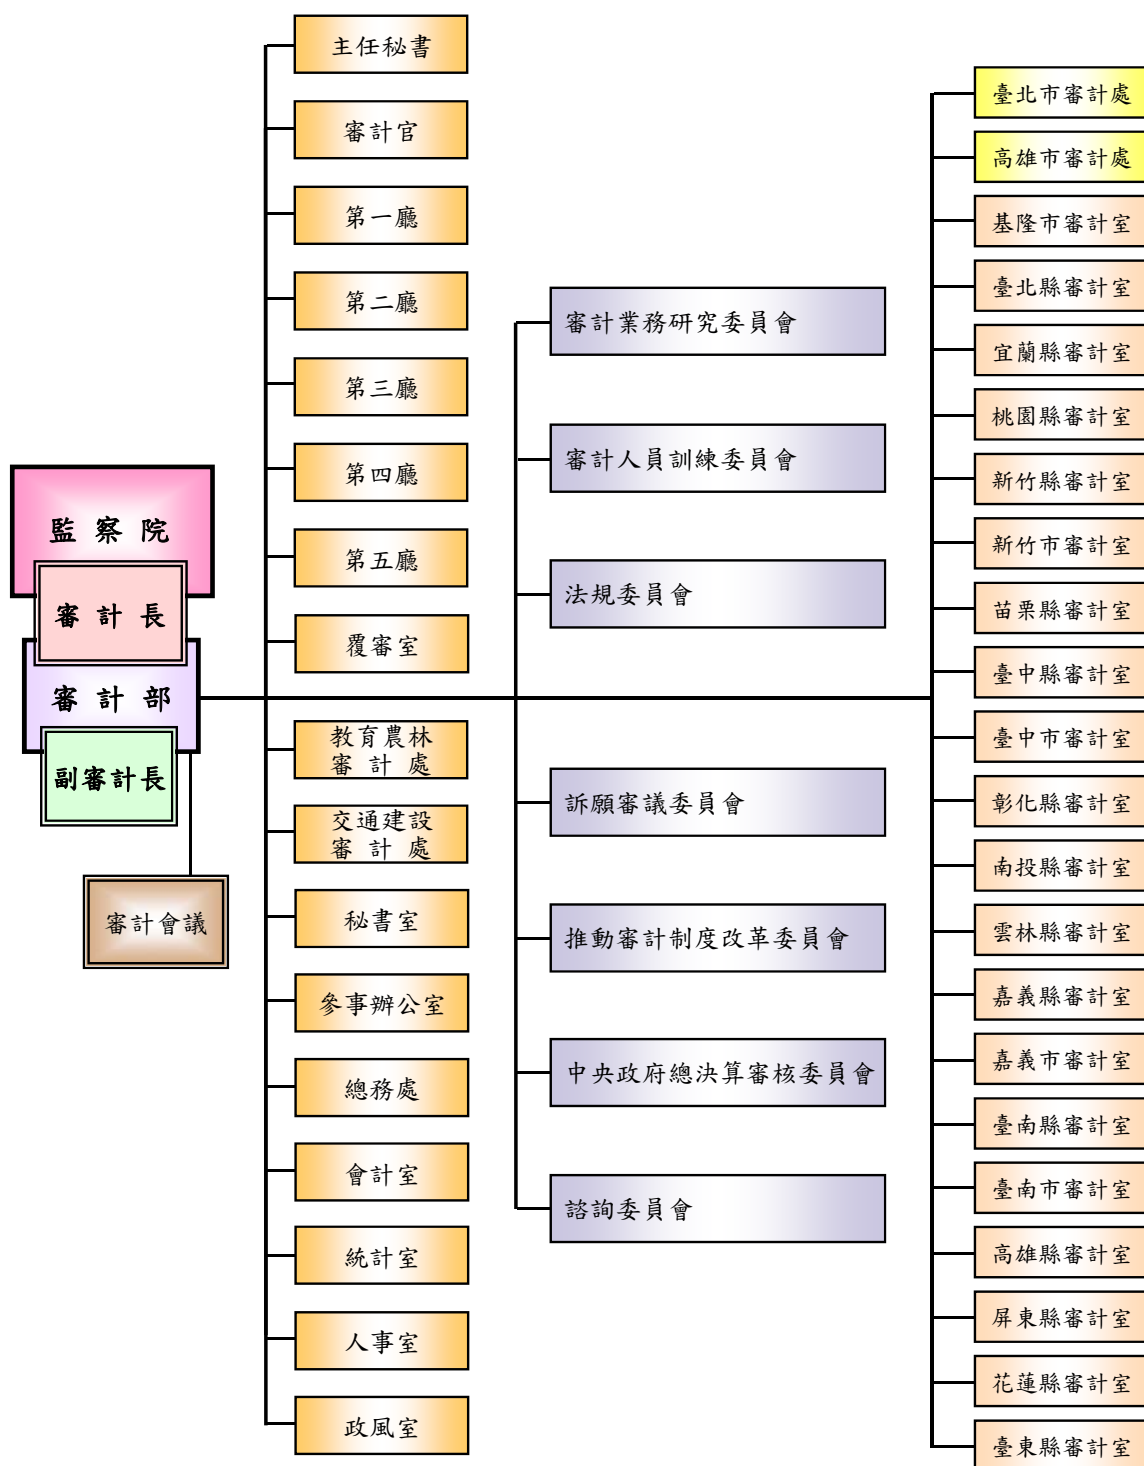 監察院
審計長
審計部
副審計長
審計會議
主任秘書
審計官
第一廳
第二廳
第三廳
第四廳
第五廳
覆審室
教育農林
審計處
交通建設
審計處
秘書室
參事辦公室
總務處
會計室
統計室
人事室
政風室
審計業務研究委員會
審計人員訓練委員會
法規委員會
訴願審議委員會
推動審計制度改革委員會
中央政府總決算審核委員會
諮詢委員會
臺北市審計處
高雄市審計處
基隆市審計室
臺北縣審計室
宜蘭縣審計室
桃園縣審計室
新竹縣審計室
新竹市審計室
苗栗縣審計室
臺中縣審計室
臺中市審計室
彰化縣審計室
南投縣審計室
雲林縣審計室
嘉義縣審計室
嘉義市審計室
臺南縣審計室
臺南市審計室
高雄縣審計室
屏東縣審計室
花蓮縣審計室
臺東縣審計室